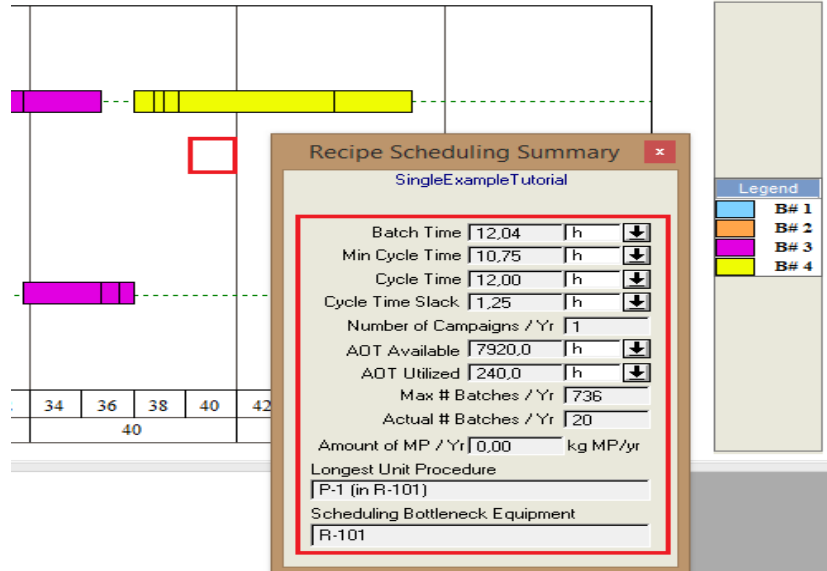 Recipe Scheduling Summary
SingleExampleTutorial
Batch Time 12,04 h
Min Cycle Time 10,75 h
Cycle Time 12,00 h
Cycle Time Slack 1,25 h
Number of Campaigns / Yr 1
AOT Available 7920,0 h
AOT Utilized 240,0 h
Max # Batches / Yr 736
Actual # Batches / Yr 20
Amount of MP / Yr 0,00 kg MP/yr
Longest Unit Procedure
P-1 (in R-101)
Scheduling Bottleneck Equipment
R-101
Legend
B# 1
B# 2
B# 3
B# 4
34 36 38 40 42
40